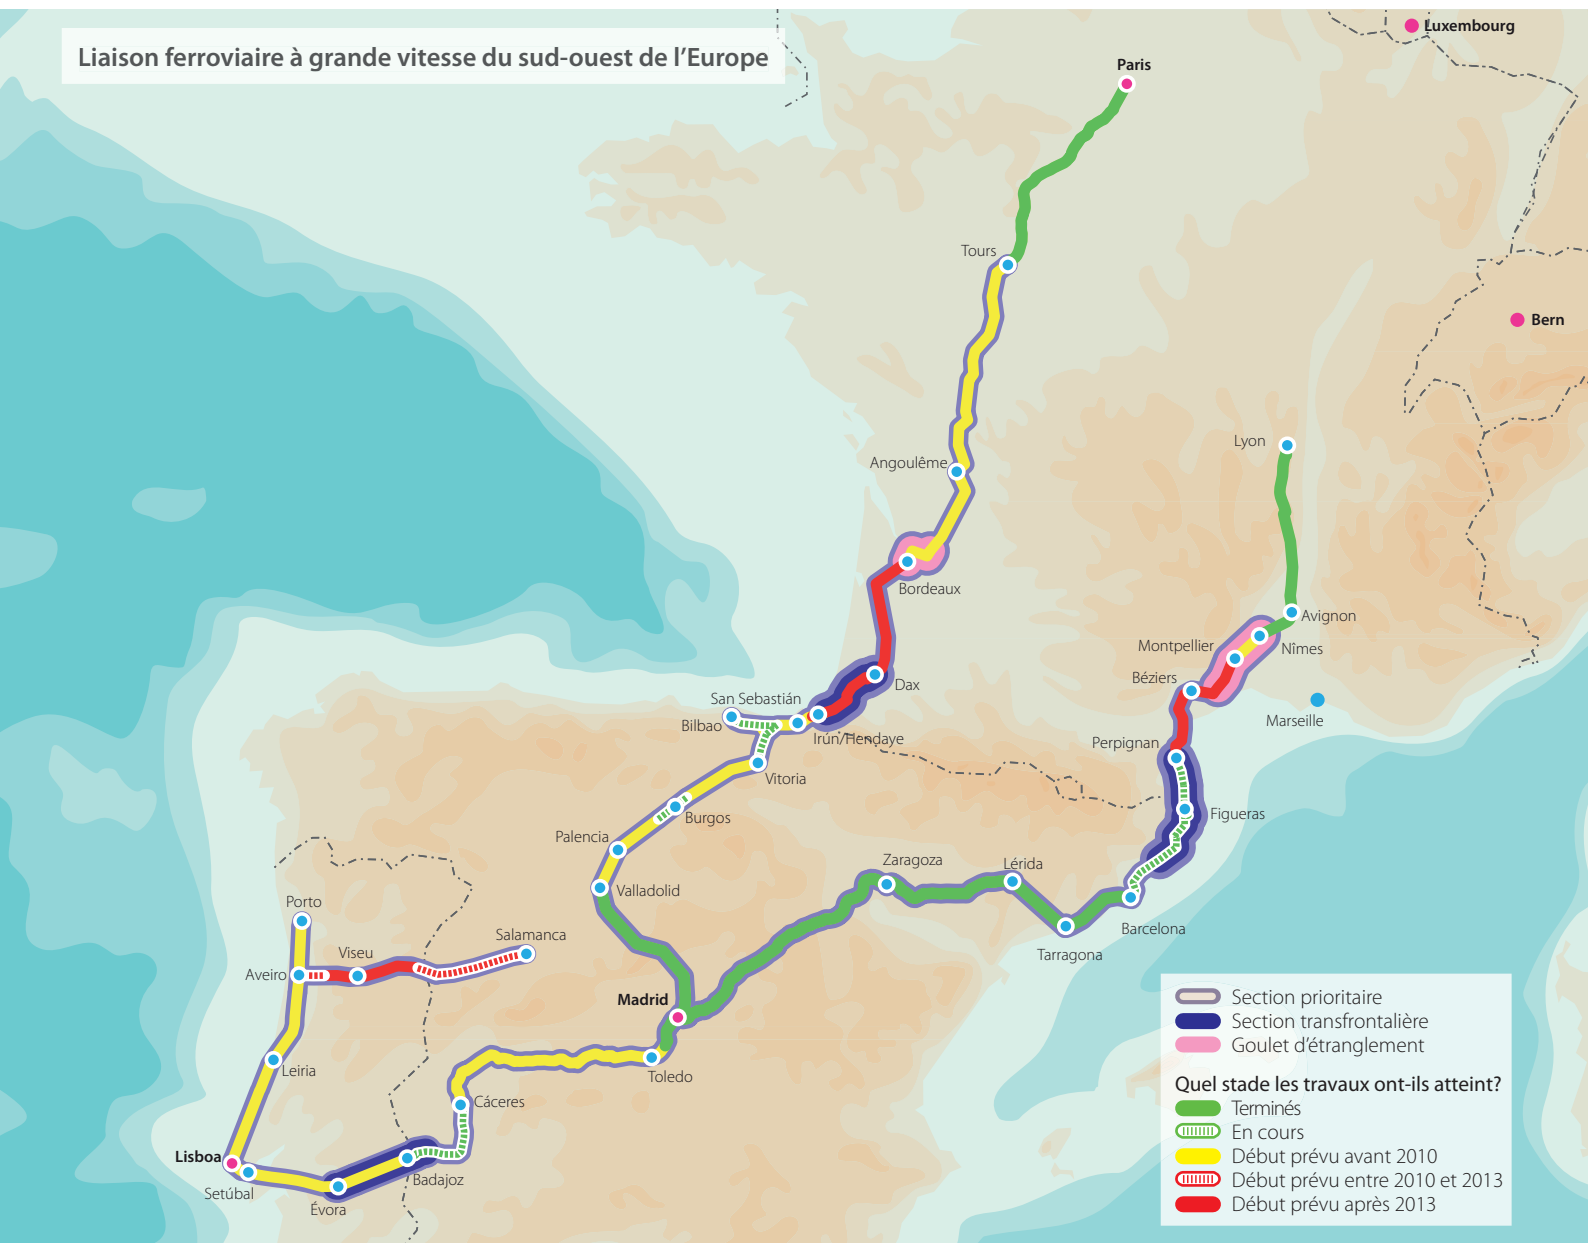 Luxembourg
Liaison ferroviaire à grande vitesse du sud-ouest de l'Europe
Paris
Tours
Bern
Lyon
Angoulême
Bordeaux
Avignon
Montpellier
Nîmes
Béziers
Dax
San Sebastián
Bilbao
Marseille
Irún/Hendaye
Perpignan
Vitoria
Figueras
Burgos
Palencia
Zaragoza
Lérida
Valladolid
Porto
Barcelona
Salamanca
Viseu
Tarragona
Aveiro
Madrid
Leiria
Toledo
Cáceres
Lisboa
Badajoz
Setúbal
Évora
Section prioritaire
Section transfrontalière
Goulet d'étranglement
Quel stade les travaux ont-ils atteint?
Terminés
En cours
Début prévu avant 2010
Début prévu entre 2010 et 2013
Début prévu après 2013